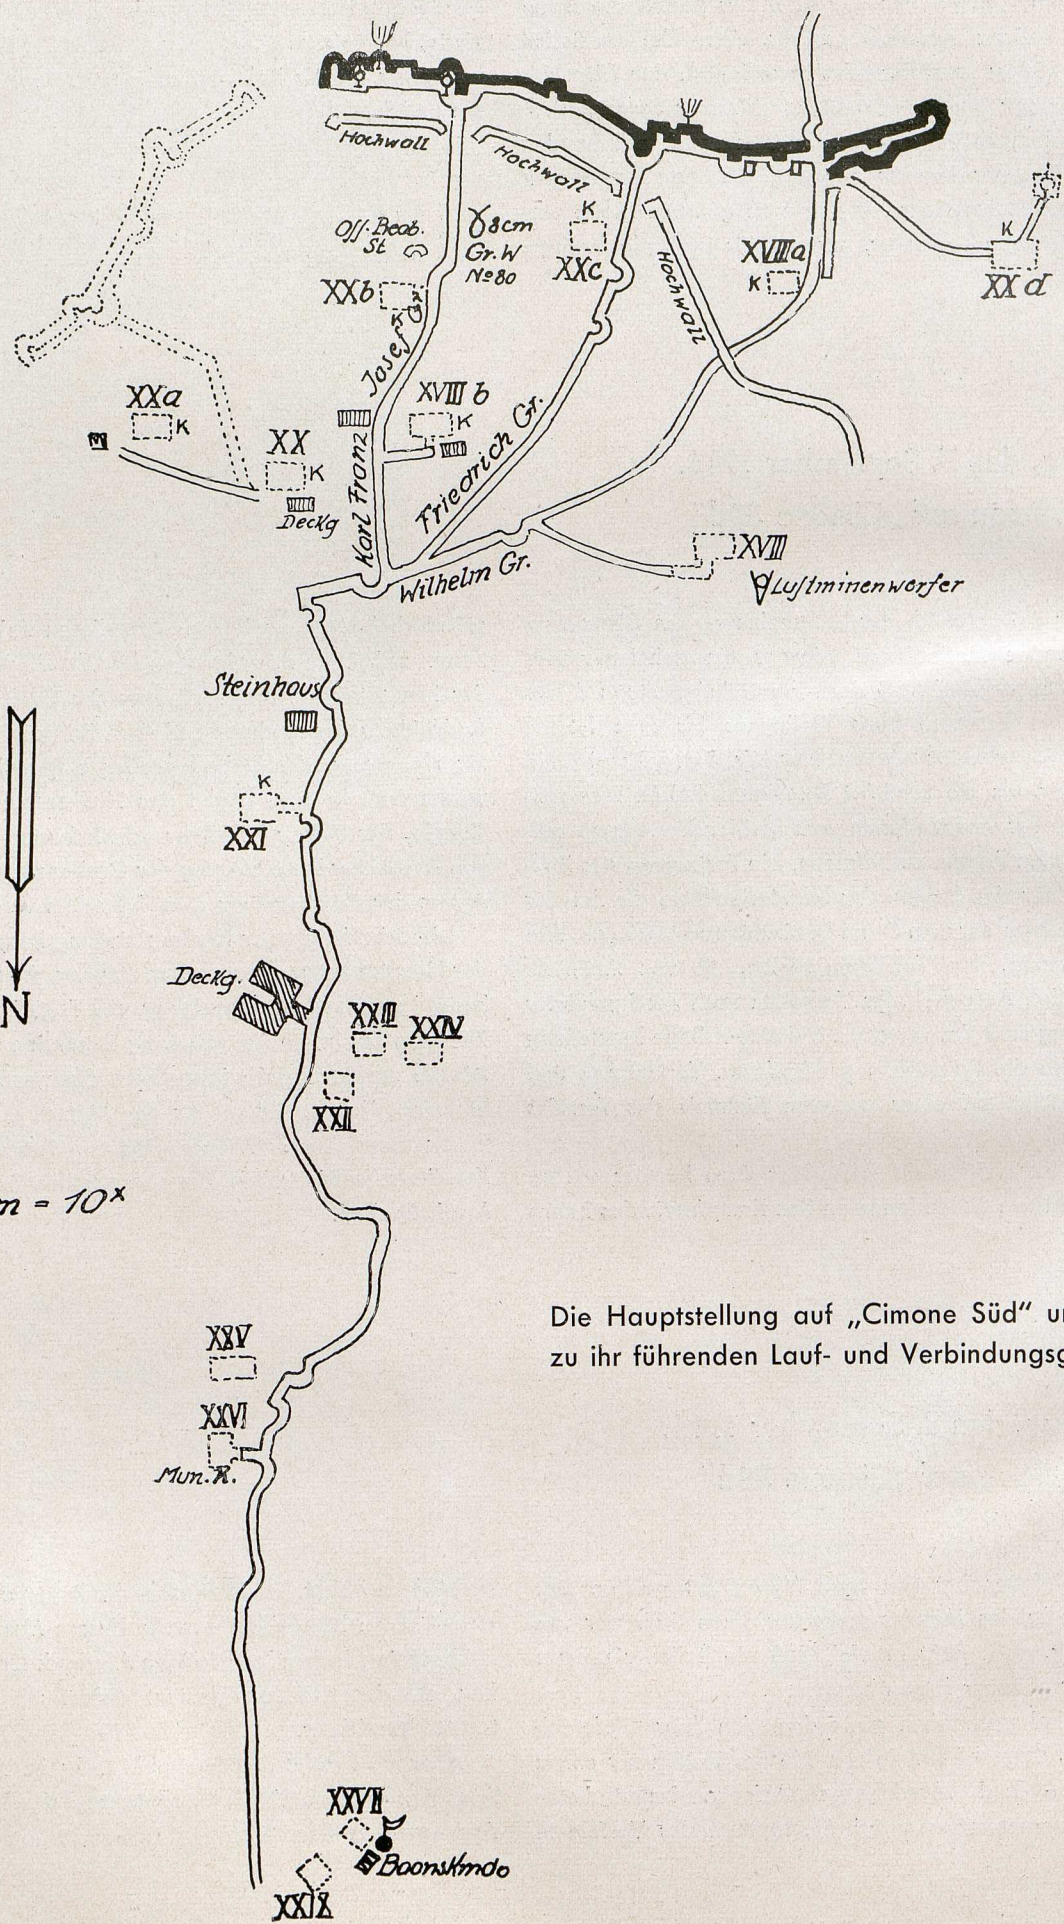 Hochwall
Hochwall
Off. Beob.
St
8cm
Gr. W
No 80
K
XXc
XVIIIa
K
K
XXd
XXb
K
Josef Gr.
Hochwall
XXa
K
XVIII b
K
XX
K
Deckg
Karl Franz
Friedrich Gr.
Wilhelm Gr.
XVIII
Luftminenwerfer
Steinhaus
K
XXI
Deckg.
N
XXIII
XXIV
XXII
= 10x
Die Hauptstellung auf „Cimone Süd“
zu ihr führenden Lauf- und
XXV
XXVI
Mun. R.
XXVII
Baonskmdo
XXIX